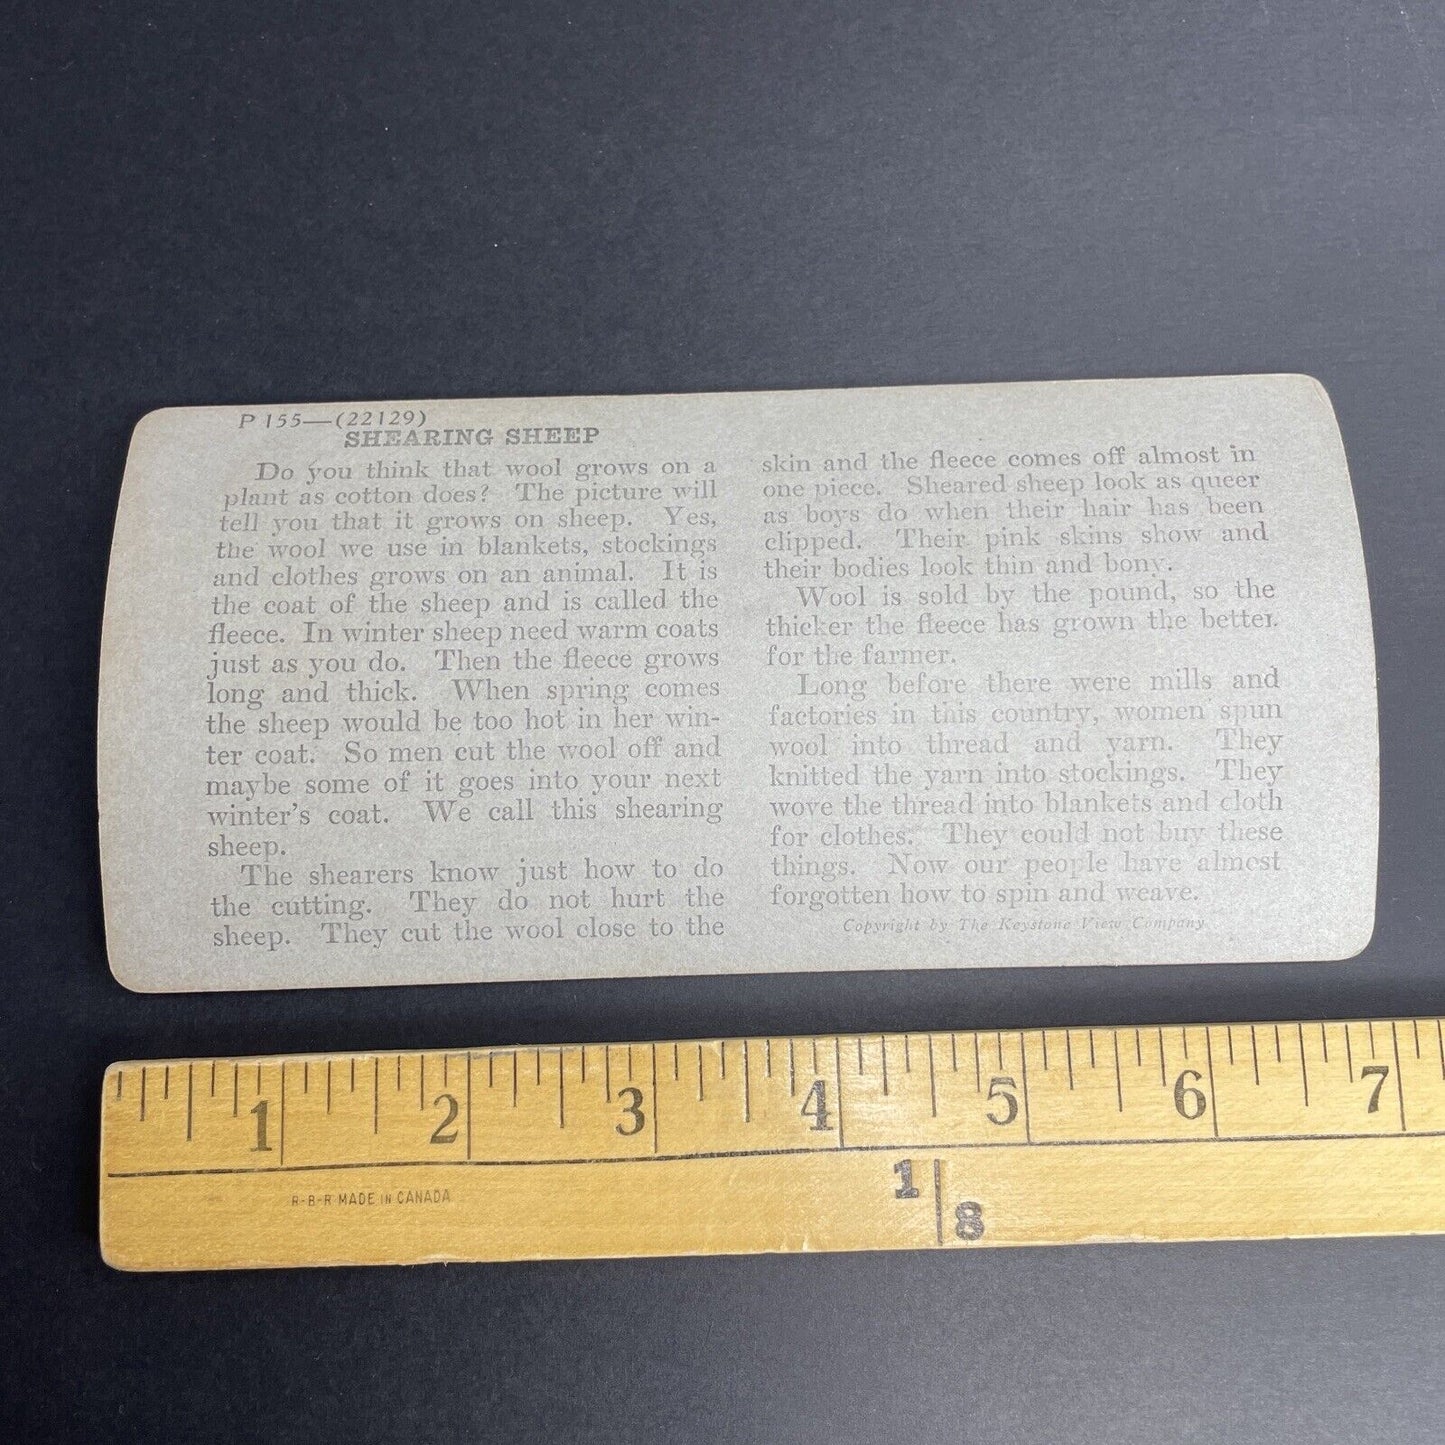 P 155—(22129)
SHEARING SHEEP
Do you think that wool grows on a
plant as cotton does? The picture will
tell you that it grows on sheep. Yes,
the wool we use in blankets, stockings
and clothes grows on an animal. It is
the coat of the sheep and is called the
fleece. In winter sheep need warm coats
just as you do. Then the fleece grows
long and thick. When spring comes
the sheep would be too hot in her win-
ter coat. So men cut the wool off and
maybe some of it goes into your next
winter's coat. We call this shearing
sheep.
The shearers know just how to do
the cutting. They do not hurt the
sheep. They cut the wool close to the
skin and the fleece comes off almost in
one piece. Sheared sheep look as queer
as boys do when their hair has been
clipped. Their pink skins show and
their bodies look thin and bony.
Wool is sold by the pound, so the
thicker the fleece has grown the better
for the farmer.
Long before there were mills and
factories in this country, women spun
wool into thread and yarn. They
knitted the yarn into stockings. They
wove the thread into blankets and cloth
for clothes. They could not buy these
things. Now our people have almost
forgotten how to spin and weave.
Copyright by The Keystone View Company
1 2 3 4 5 6 7
1
8
R-B-R MADE IN CANADA